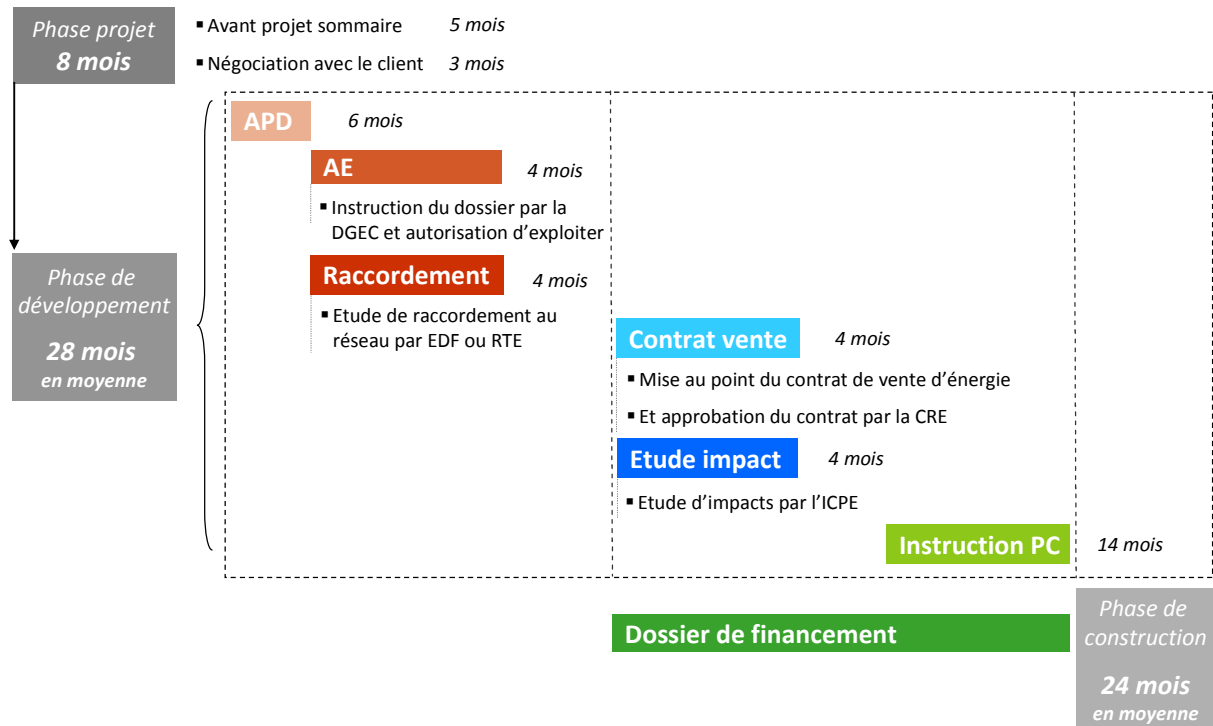 Phase projet
8 mois
▪ Avant projet sommaire 5 mois
▪ Négociation avec le client 3 mois
APD 6 mois
AE 4 mois
▪ Instruction du dossier par la
DGEC et autorisation d'exploiter
Raccordement 4 mois
▪ Etude de raccordement au
réseau par EDF ou RTE
Phase de
développement
28 mois
en moyenne
Contrat vente 4 mois
▪ Mise au point du contrat de vente d'énergie
▪ Et approbation du contrat par la CRE
Etude impact 4 mois
▪ Etude d'impacts par l'ICPE
Instruction PC 14 mois
Dossier de financement
Phase de
construction
24 mois
en moyenne